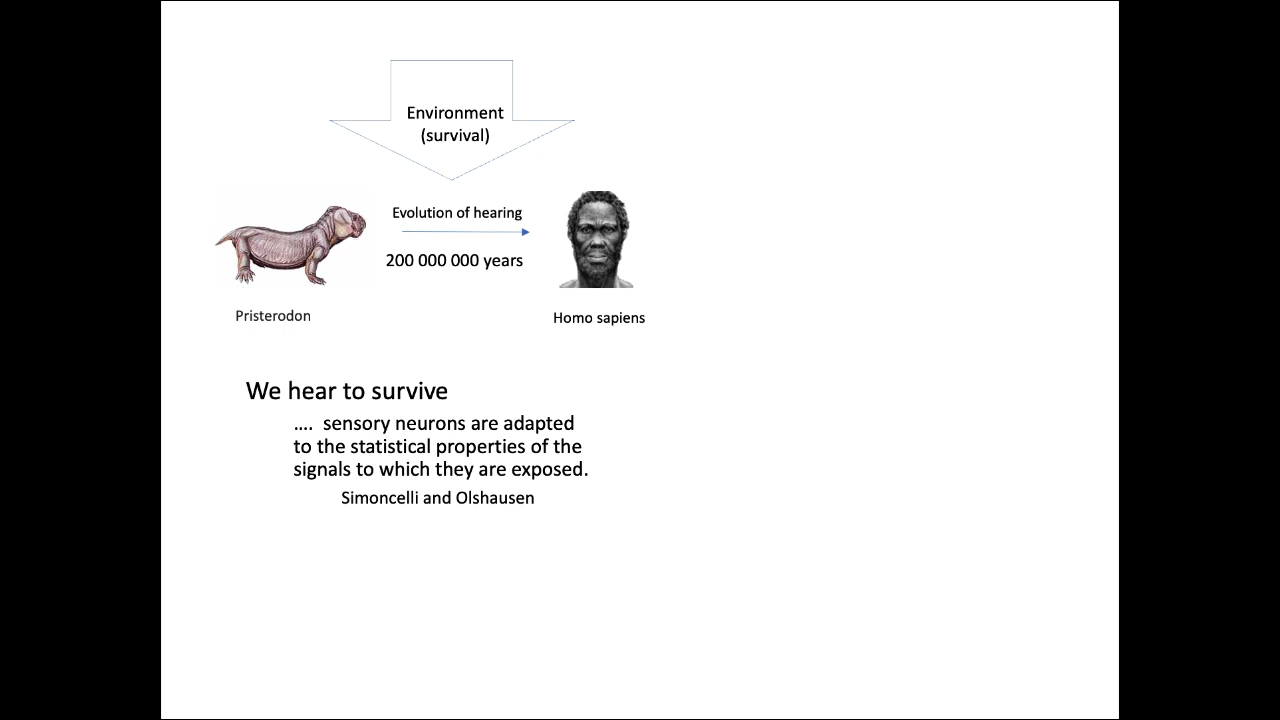 Environment
(survival)
Evolution of hearing
200 000 000 years
Pristerodon
Homo sapiens
We hear to survive
.... sensory neurons are adapted
to the statistical properties of the
signals to which they are exposed.
Simoncelli and Olshausen